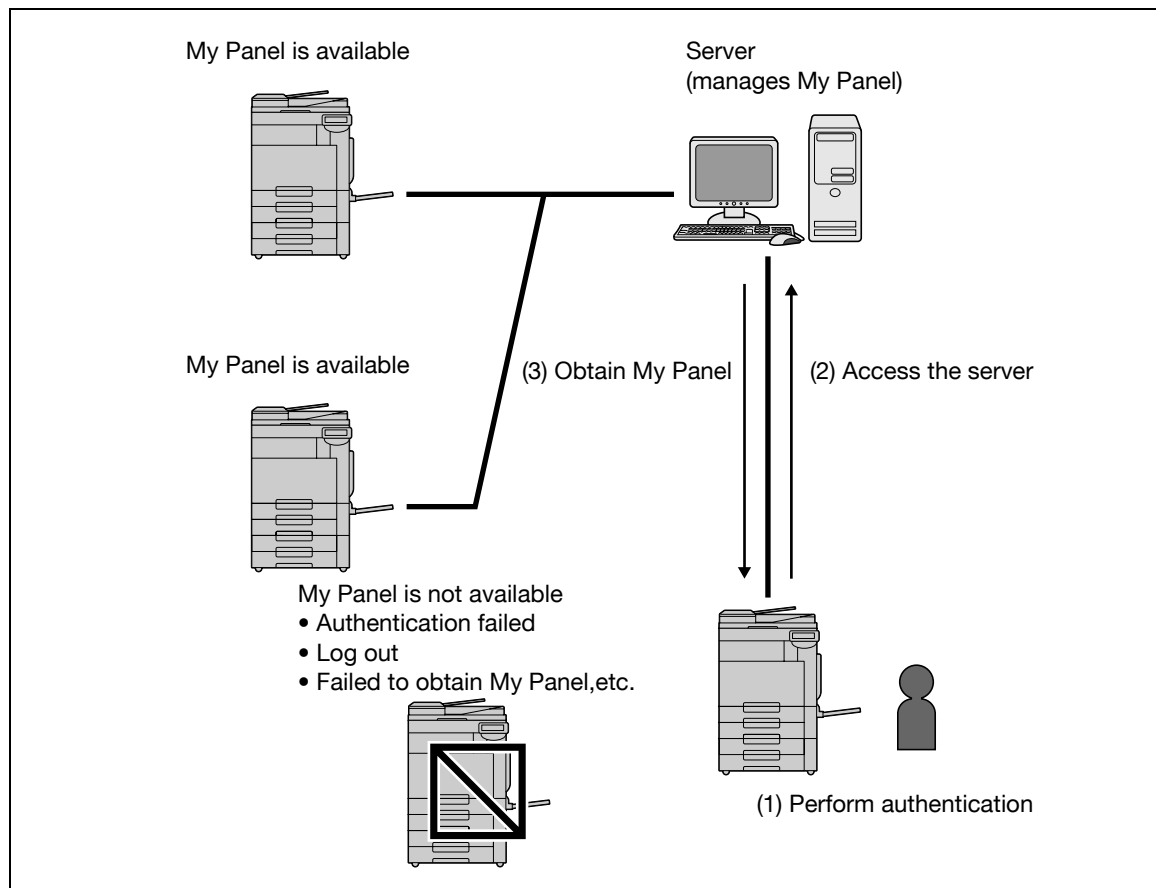 My Panel is available
Server
(manages My Panel)
My Panel is available
(3) Obtain My Panel
(2) Access the server
My Panel is not available
• Authentication failed
• Log out
• Failed to obtain My Panel,etc.
(1) Perform authentication